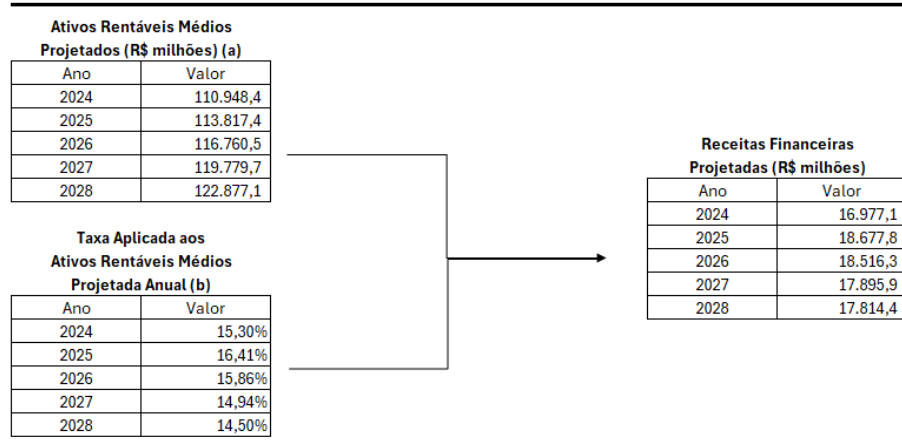 Ativos Rentáveis Médios
Projetados (R$ milhões) (a)
Ano Valor
2024 110.948,4
2025 113.817,4
2026 116.760,5
2027 119.779,7
2028 122.877,1
Taxa Aplicada aos
Ativos Rentáveis Médios
Projetada Anual (b)
Ano Valor
2024 15,30%
2025 16,41%
2026 15,86%
2027 14,94%
2028 14,50%
Receitas Financeiras
Projetadas (R$ milhões)
Ano Valor
2024 16.977,1
2025 18.677,8
2026 18.516,3
2027 17.895,9
2028 17.814,4